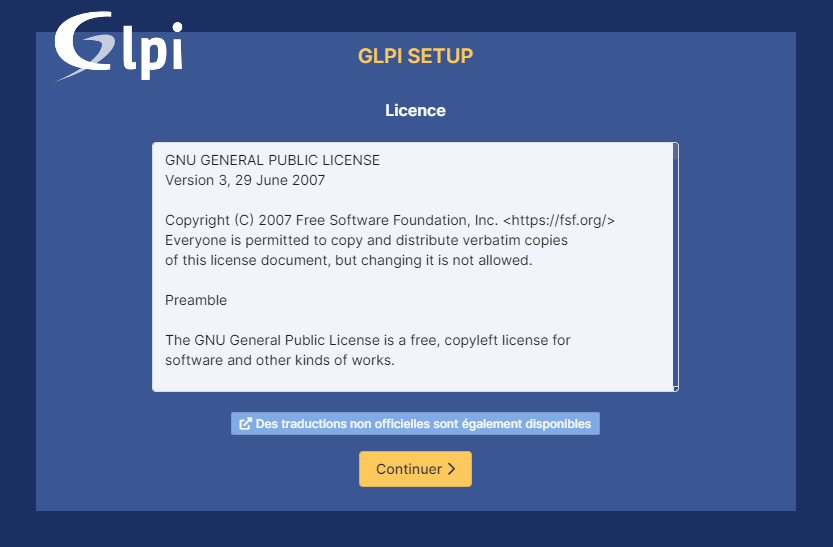 Glpi
GLPI SETUP
Licence
GNU GENERAL PUBLIC LICENSE
Version 3, 29 June 2007
Copyright (C) 2007 Free Software Foundation, Inc. <https://fsf.org/>
Everyone is permitted to copy and distribute verbatim copies
of this license document, but changing it is not allowed.
Preamble
The GNU General Public License is a free, copyleft license for
software and other kinds of works.
Des traductions non officielles sont également disponibles
Continuer